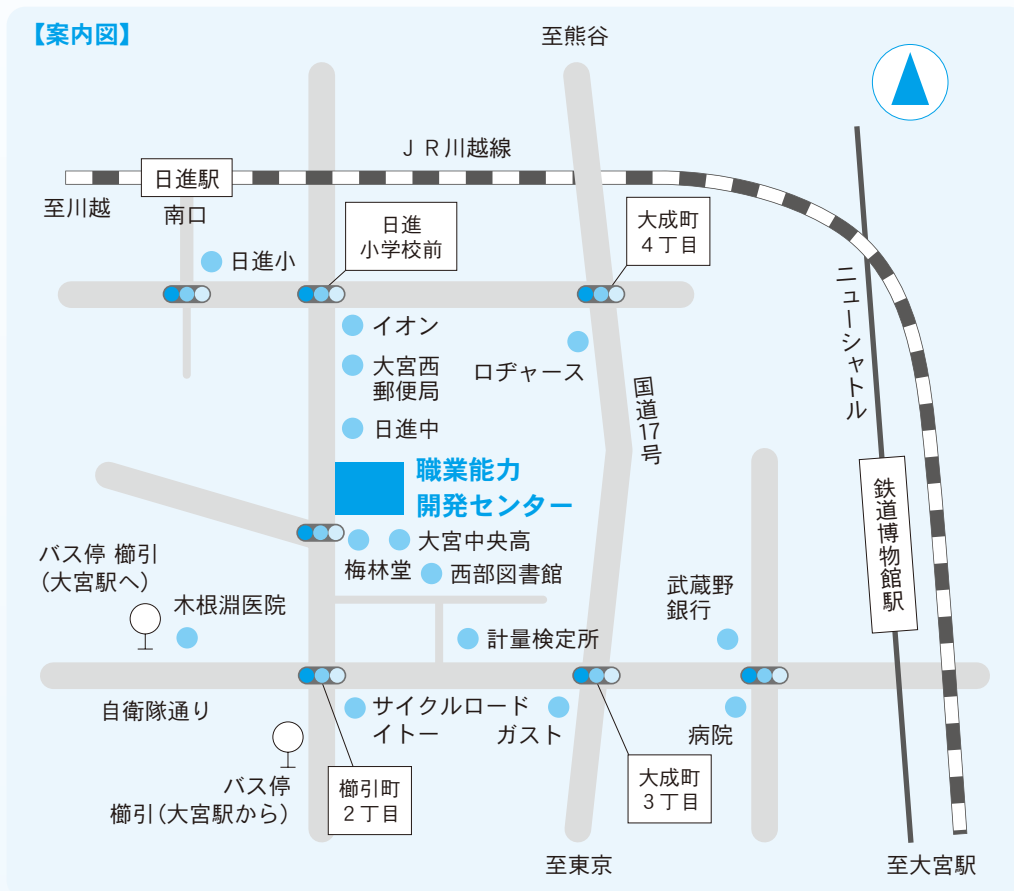 【案内図】
至熊谷
ＪＲ川越線
日進駅
至川越
南口
日進
小学校前
大成町
４丁目
日進小
ニューシャトル
イオン
大宮西
郵便局
ロヂャース
国道17号
日進中
職業能力
開発センター
鉄道博物館駅
大宮中央高
梅林堂
西部図書館
バス停 櫛引
(大宮駅へ)
木根淵医院
武蔵野
銀行
計量検定所
自衛隊通り
サイクルロード
イトー
ガスト
病院
バス停
櫛引(大宮駅から)
櫛引町
２丁目
大成町
３丁目
至東京
至大宮駅